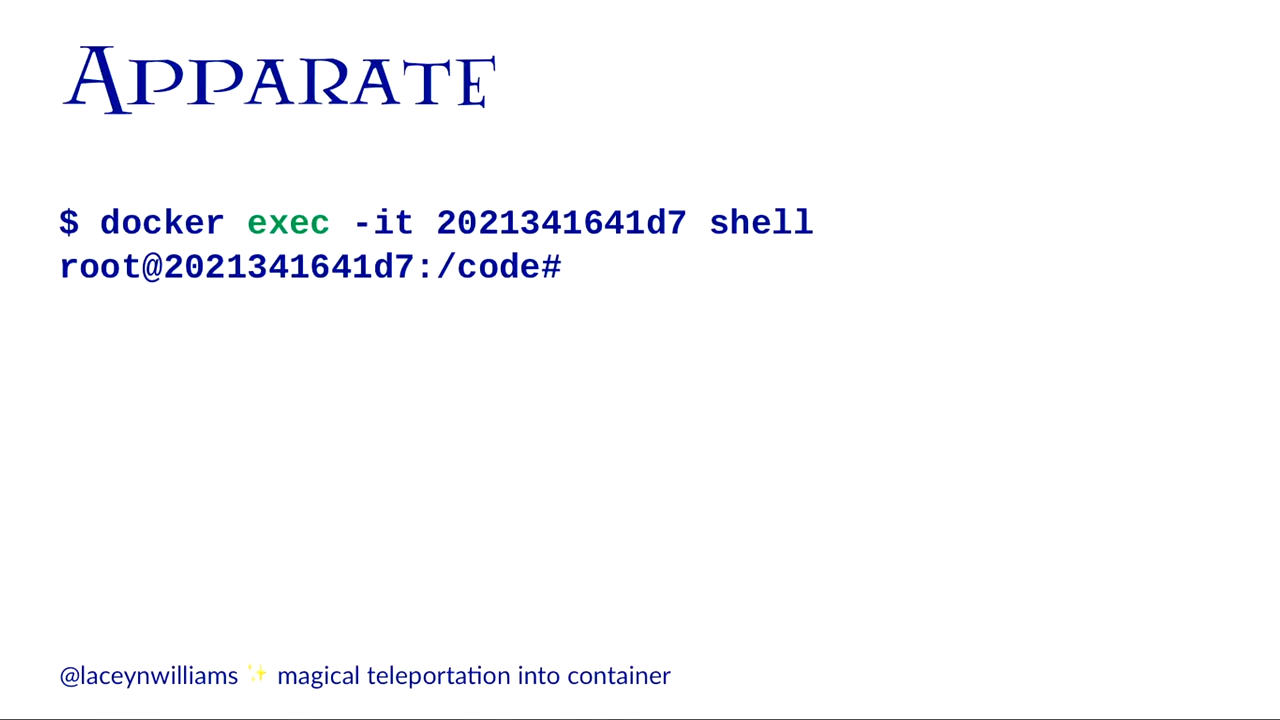 Apparate
$ docker exec -it 2021341641d7 shell
root@2021341641d7:/code#
@laceynwilliams ✨ magical teleportation into container